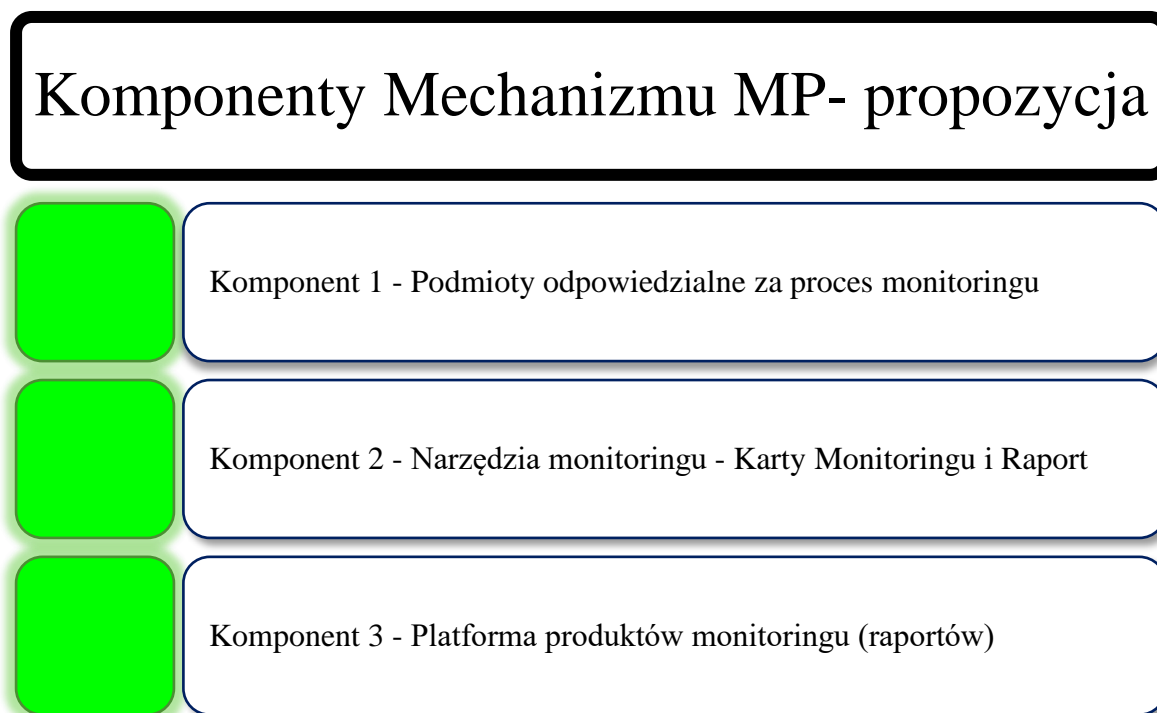 Komponenty Mechanizmu MP- propozycja
Komponent 1 - Podmioty odpowiedzialne za proces monitoringu
Komponent 2 - Narzędzia monitoringu - Karty Monitoringu i Raport
Komponent 3 - Platforma produktów monitoringu (raportów)